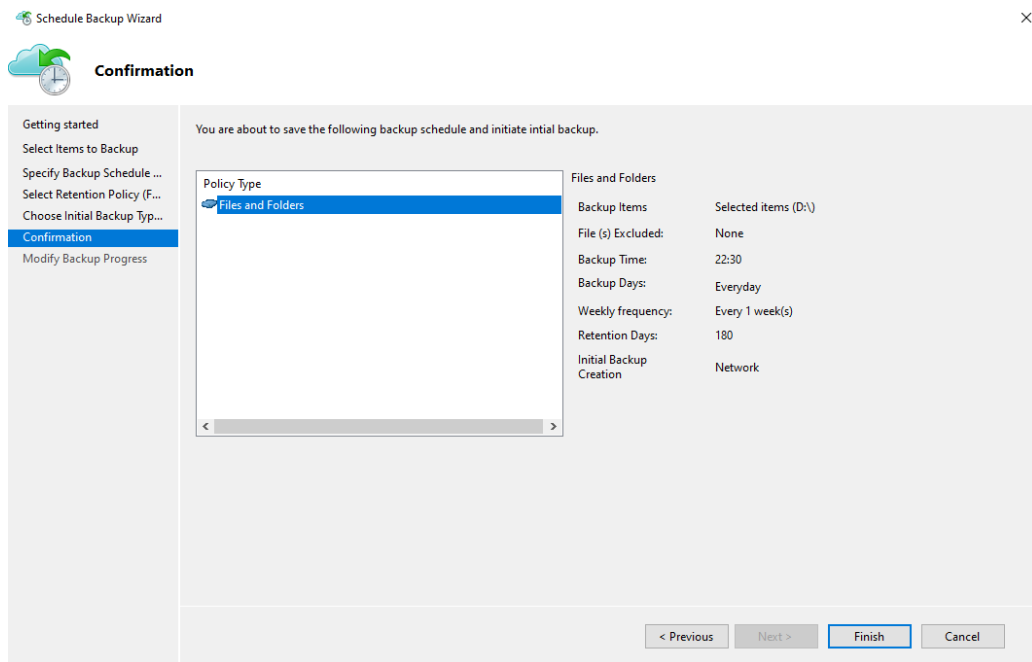 Schedule Backup Wizard
Confirmation
Getting started
Select Items to Backup
Specify Backup Schedule ...
Select Retention Policy (F...
Choose Initial Backup Typ...
Confirmation
Modify Backup Progress
You are about to save the following backup schedule and initiate intial backup.
Policy Type
Files and Folders
Files and Folders
Backup Items Selected items (D:\)
File (s) Excluded: None
Backup Time: 22:30
Backup Days: Everyday
Weekly frequency: Every 1 week(s)
Retention Days: 180
Initial Backup
Creation Network
< Previous Next > Finish Cancel